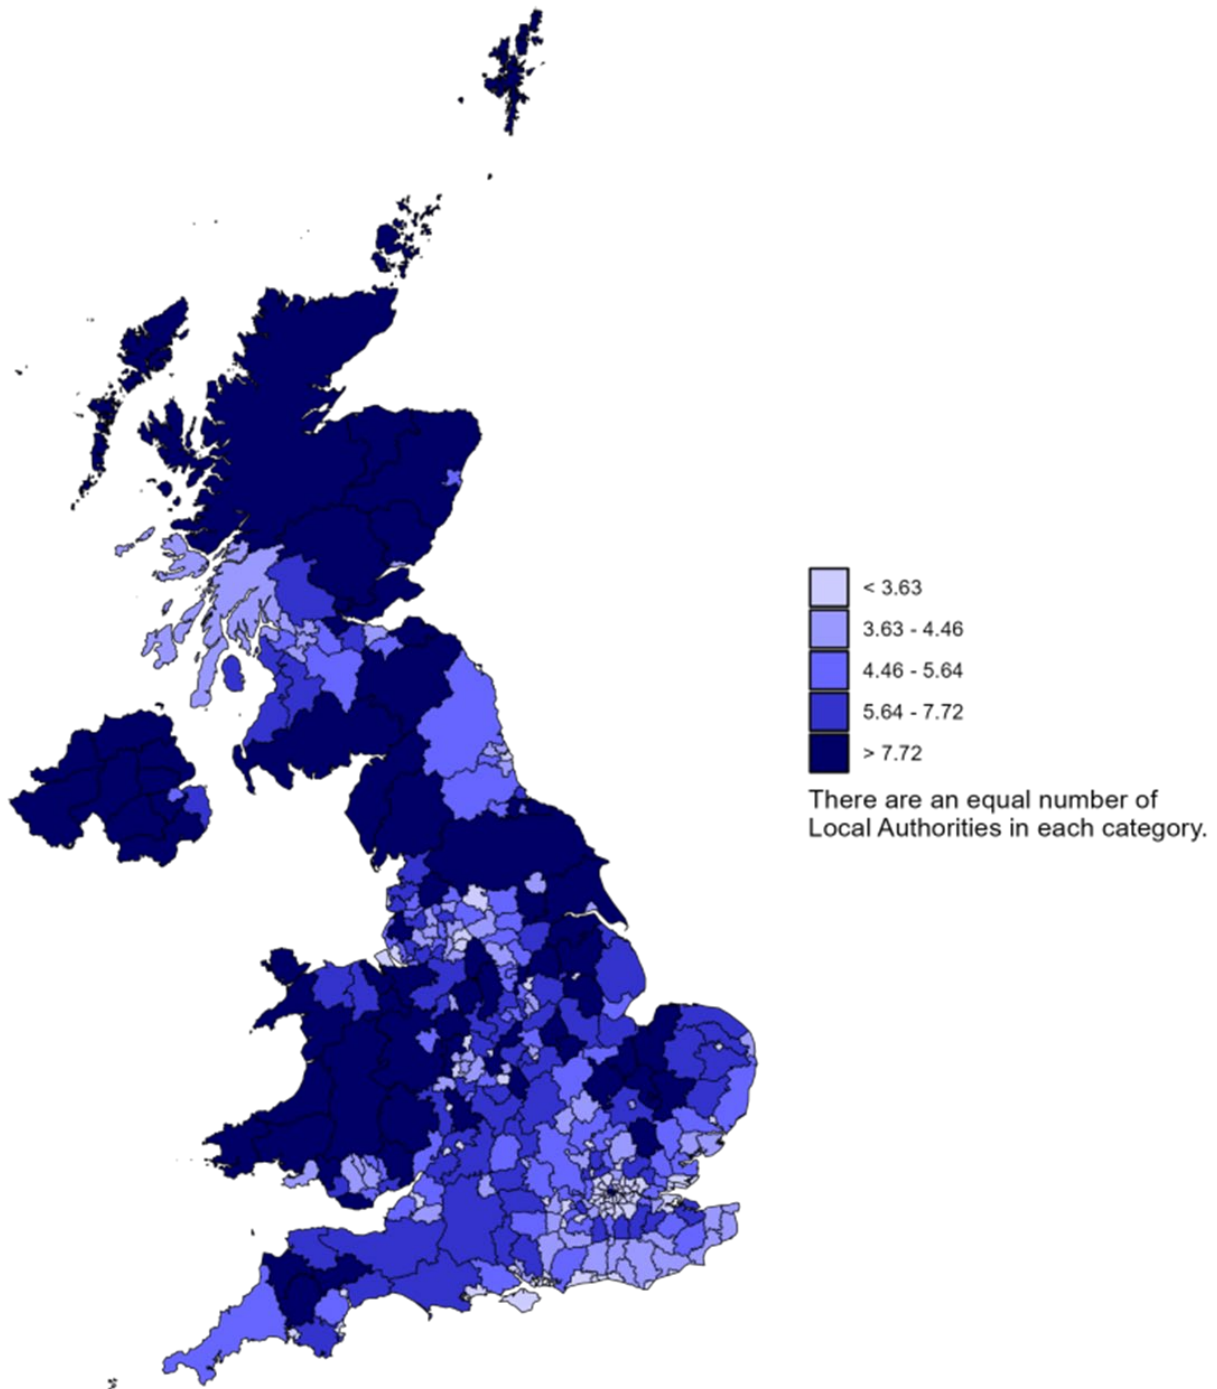 < 3.63
3.63 - 4.46
4.46 - 5.64
5.64 - 7.72
> 7.72
There are an equal number of
Local Authorities in each category.